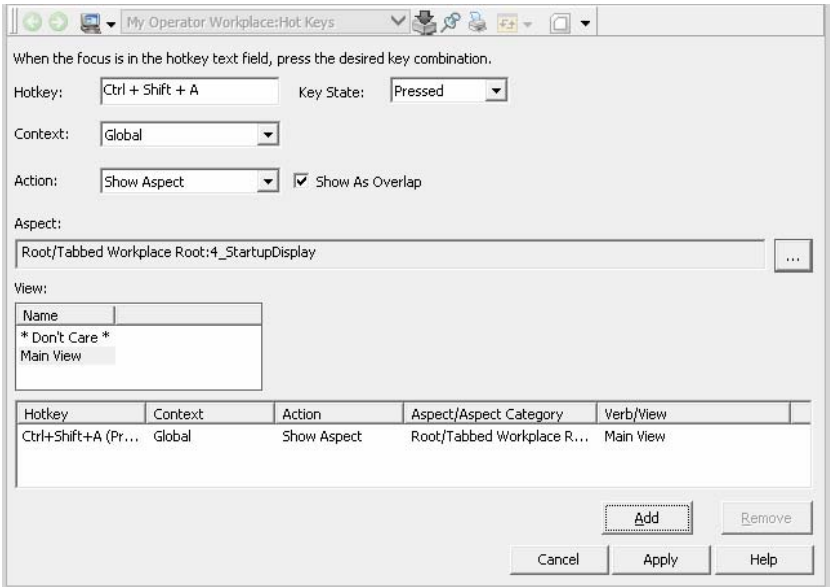 My Operator Workplace:Hot Keys
When the focus is in the hotkey text field, press the desired key combination.
Hotkey: Ctrl + Shift + A Key State: Pressed
Context: Global
Action: Show Aspect Show As Overlap
Aspect:
Root/Tabbed Workplace Root:4_StartupDisplay ...
View:
Name
* Don't Care *
Main View
Hotkey Context Action Aspect/Aspect Category Verb/View
Ctrl+Shift+A (Pr... Global Show Aspect Root/Tabbed Workplace R... Main View
Add Remove
Cancel Apply Help